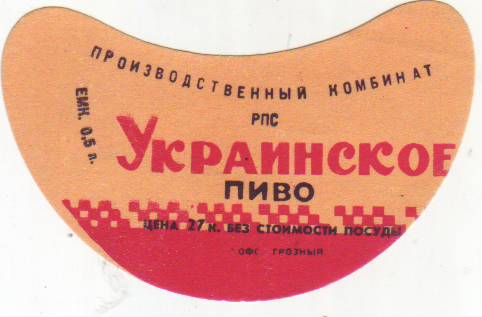 ПРОИЗВОДСТВЕННЫЙ КОМБИНАТ
РПС
ЕМК. 0,5 л.
УКРАИНСКОЕ
ПИВО
ЦЕНА 27 к. БЕЗ СТОИМОСТИ ПОСУДЫ
ОФС ГРОЗНЫЙ